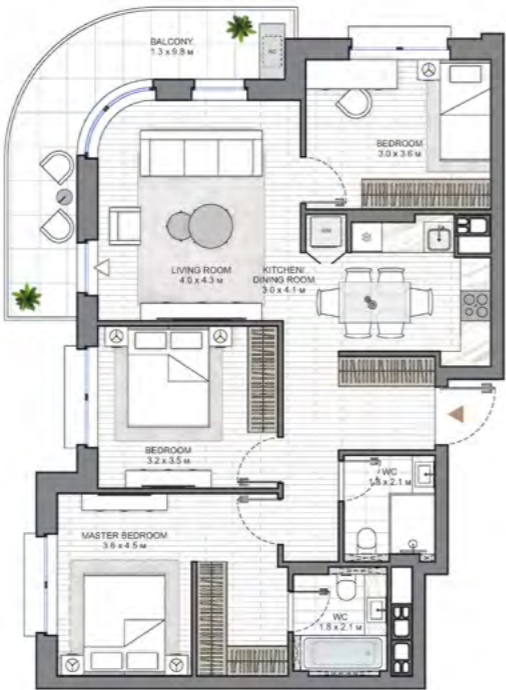 BALCONY
1.3 x 9.8 м
AC
BEDROOM
3.0 x 3.6 м
LIVING ROOM
4.0 x 4.3 м
KITCHEN/
DINING ROOM
3.0 x 4.1 м
BEDROOM
3.2 x 3.5 м
WC
1.8 x 2.1 м
MASTER BEDROOM
3.6 x 4.5 м
WC
1.8 x 2.1 м